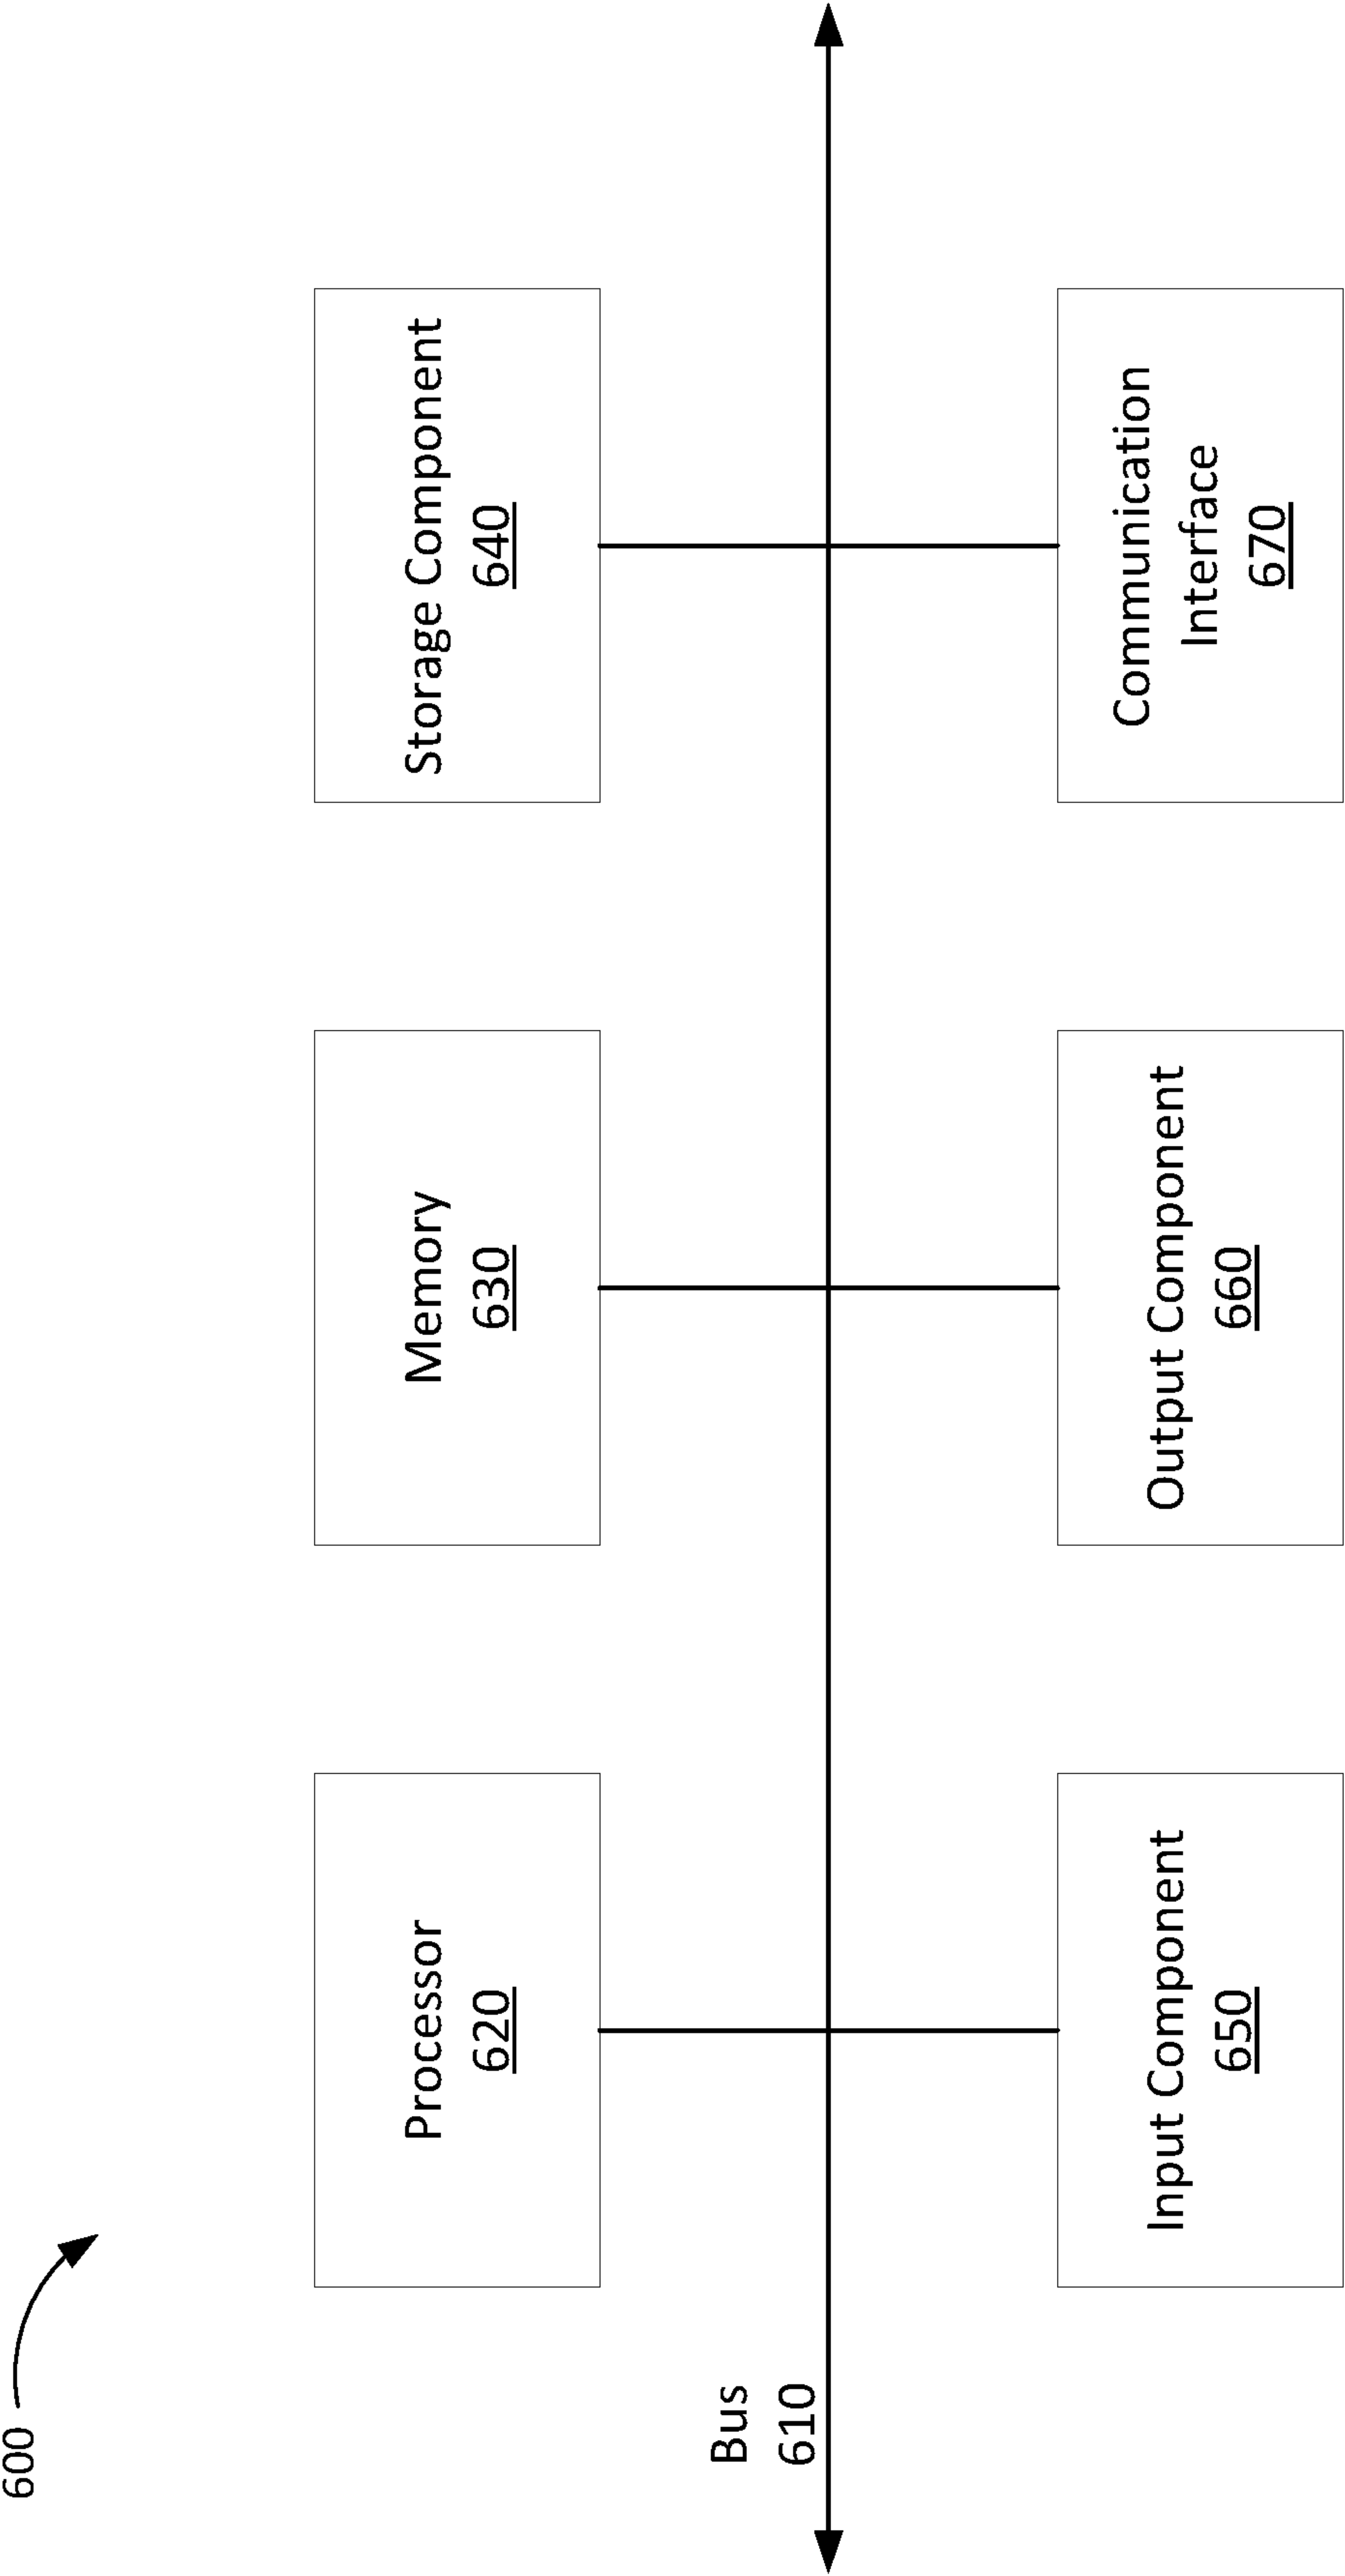 600
Processor
620
Memory
630
Storage Component
640
Bus
610
Input Component
650
Output Component
660
Communication
Interface
670